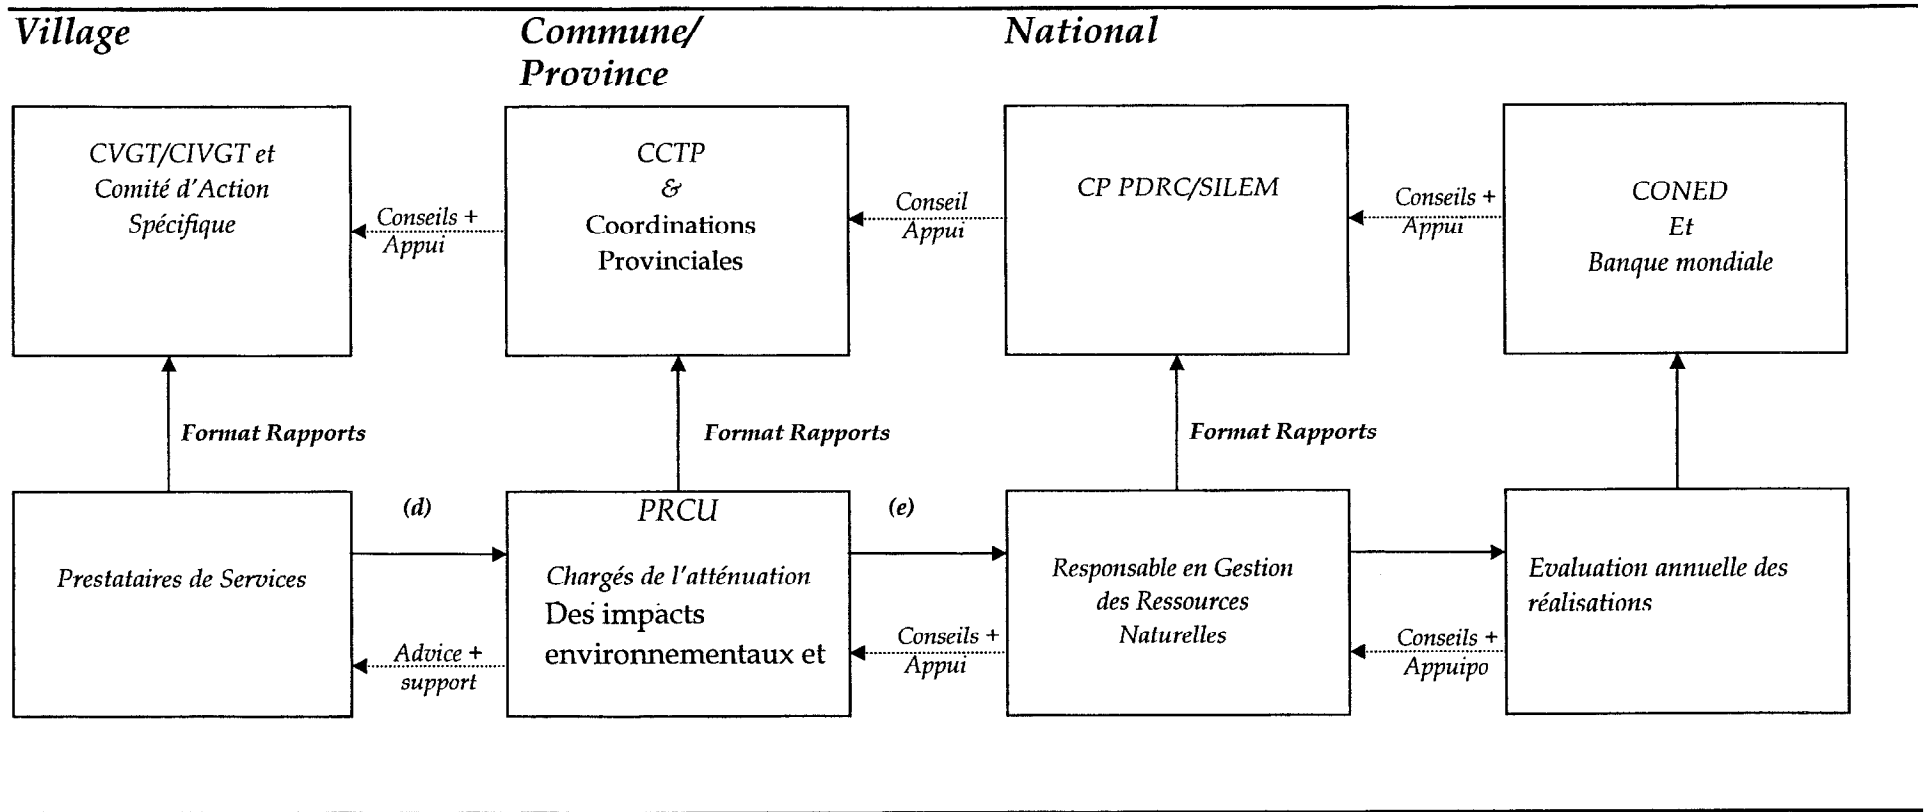 Village
Commune/
Province
National
CVGT/CIVGT et
Comité d'Action
Spécifique
Conseils +
Appui
CCTP
&
Coordinations
Provinciales
Conseil
Appui
CP PDRC/SILEM
Conseils +
Appui
CONED
Et
Banque mondiale
Format Rapports
Format Rapports
Format Rapports
Prestataires de Services
(d)
Advice +
support
PRCU
Chargés de l'atténuation
Des impacts
environnementaux et
(e)
Conseils +
Appui
Responsable en Gestion
des Ressources
Naturelles
Conseils +
Appuipo
Evaluation annuelle des
réalisations